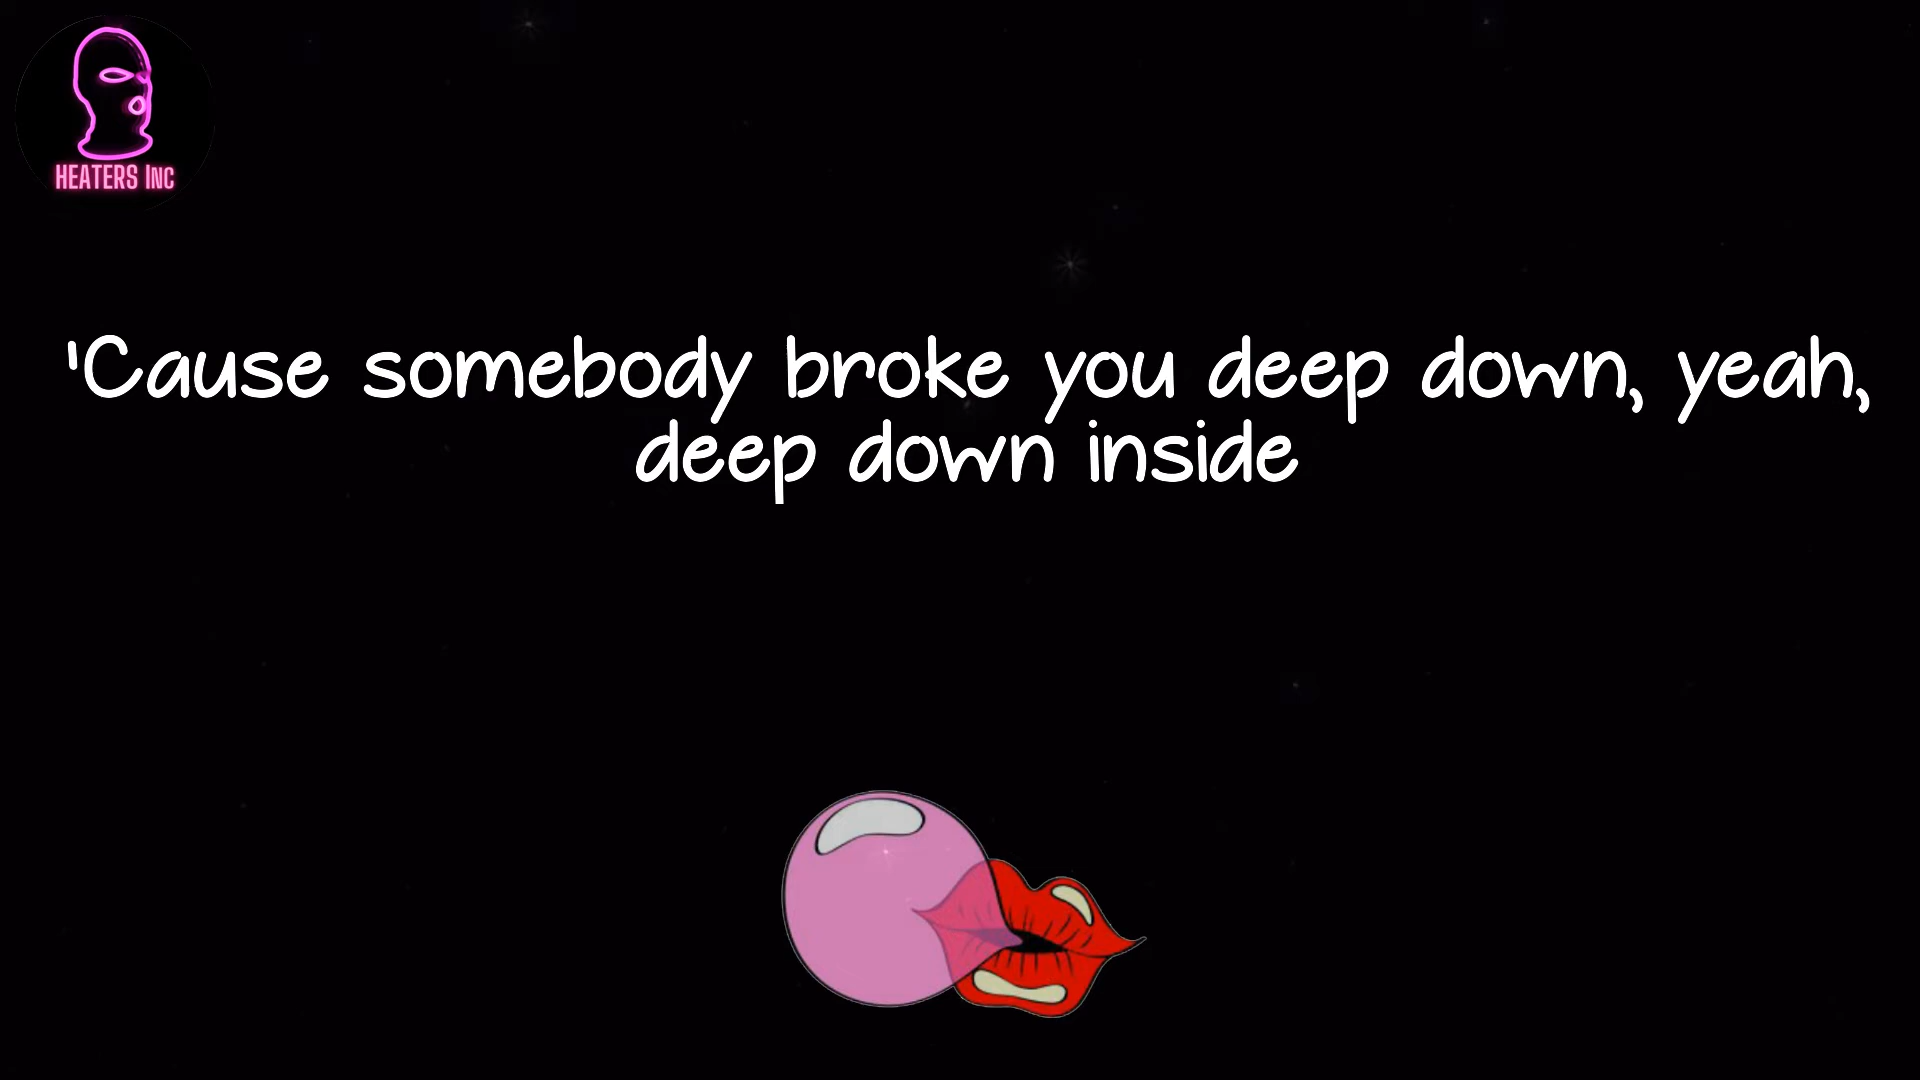 HEATERS INC
'Cause somebody broke you deep down, yeah,
deep down inside